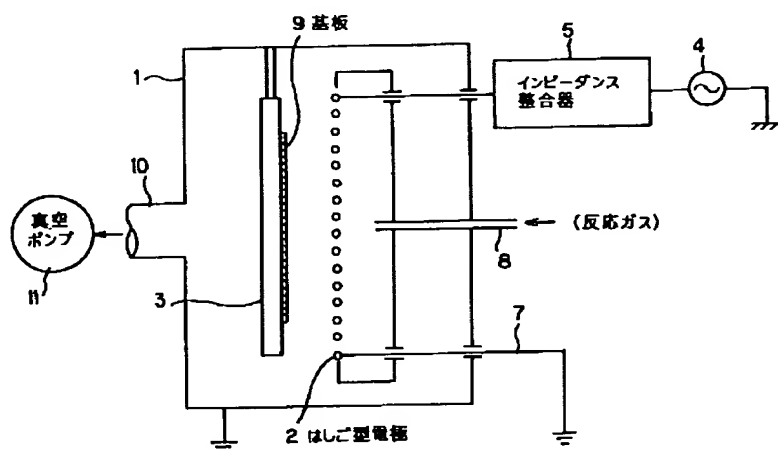 9 基板
1
5
4
インピーダンス
整合器
10
真空
ポンプ
(反応ガス)
8
11
3
7
2 はしご型電極